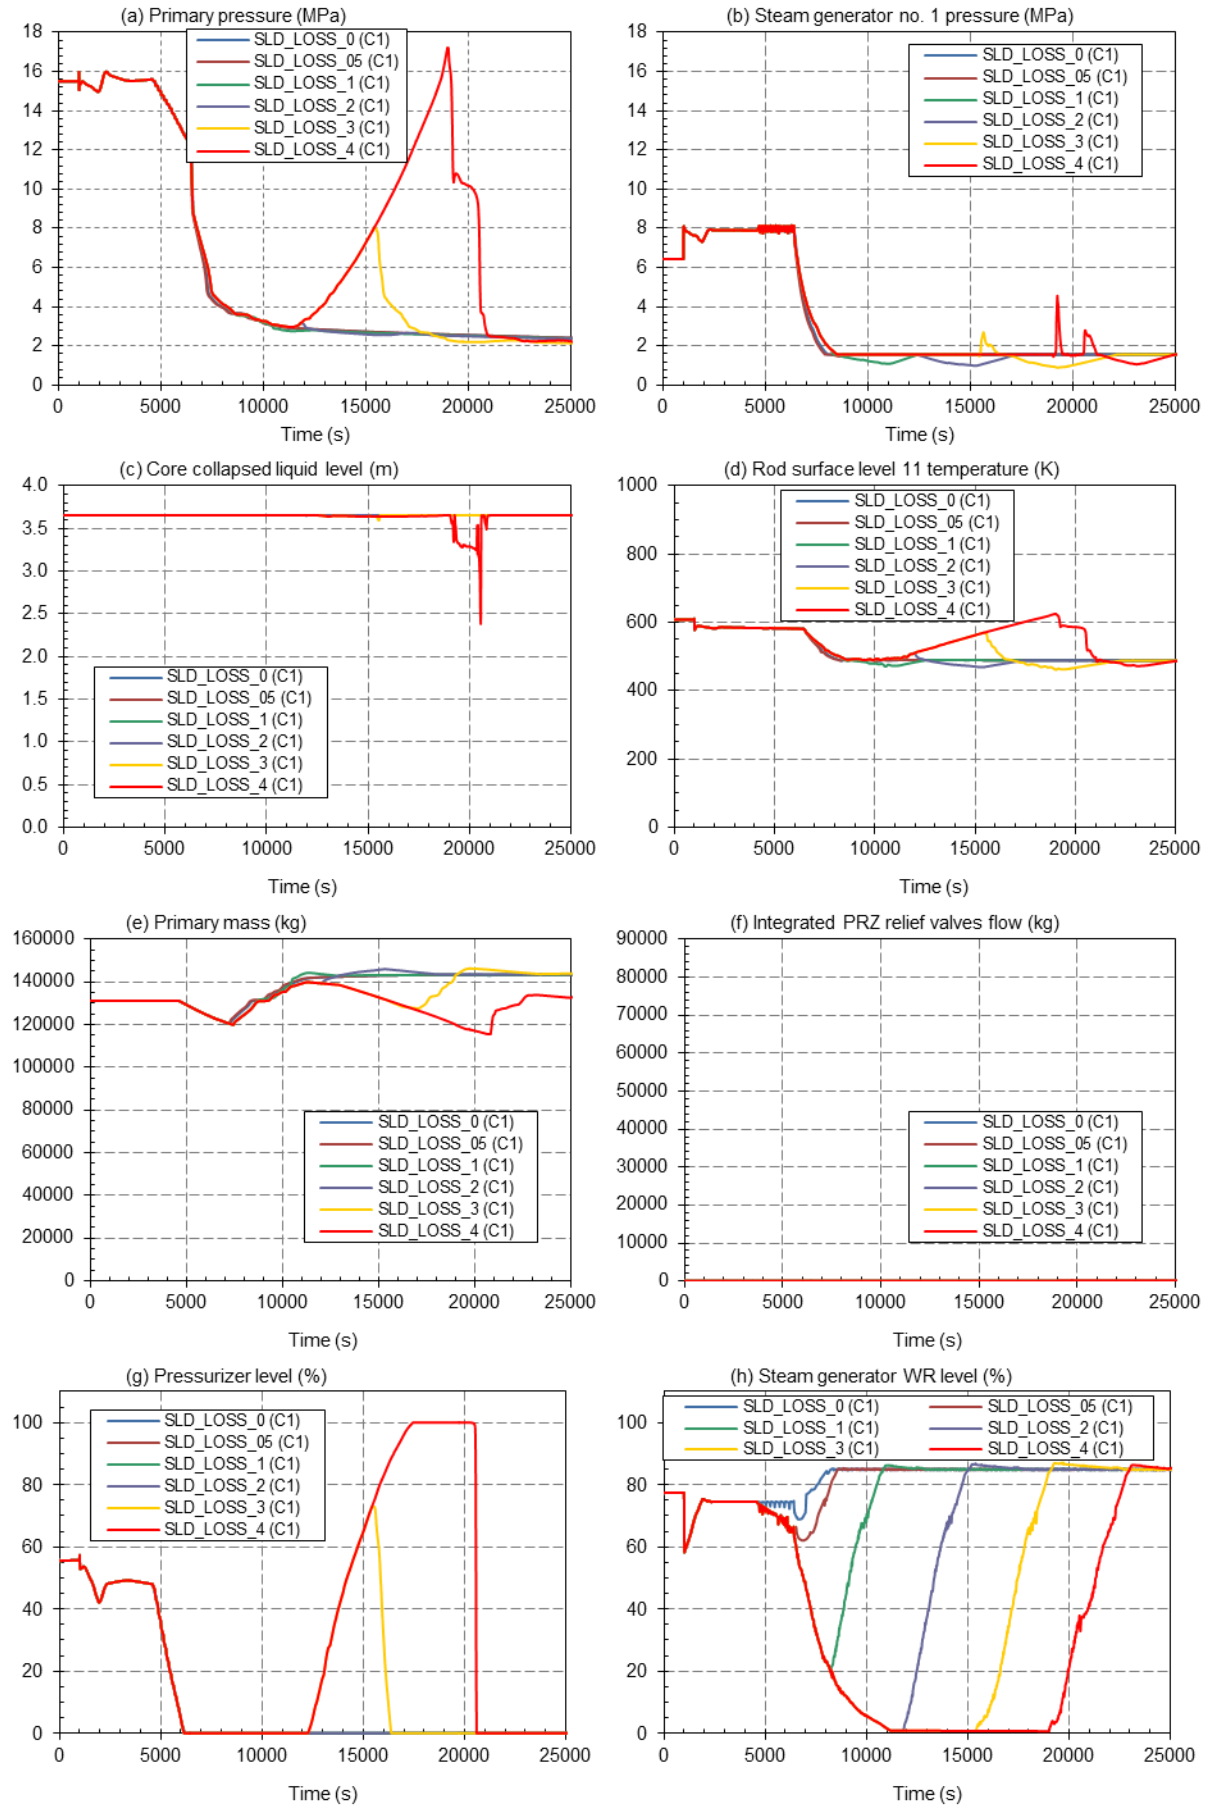 (a) Primary pressure (MPa)
18
16
14
12
10
8
6
4
2
0
SLD_LOSS_0 (C1)
SLD_LOSS_05 (C1)
SLD_LOSS_1 (C1)
SLD_LOSS_2 (C1)
SLD_LOSS_3 (C1)
SLD_LOSS_4 (C1)
0 5000 10000 15000 20000 25000
Time (s)
(b) Steam generator no. 1 pressure (MPa)
18
16
14
12
10
8
6
4
2
0
SLD_LOSS_0 (C1)
SLD_LOSS_05 (C1)
SLD_LOSS_1 (C1)
SLD_LOSS_2 (C1)
SLD_LOSS_3 (C1)
SLD_LOSS_4 (C1)
0 5000 10000 15000 20000 25000
Time (s)
(c) Core collapsed liquid level (m)
4.0
3.5
3.0
2.5
2.0
1.5
1.0
0.5
0.0
SLD_LOSS_0 (C1)
SLD_LOSS_05 (C1)
SLD_LOSS_1 (C1)
SLD_LOSS_2 (C1)
SLD_LOSS_3 (C1)
SLD_LOSS_4 (C1)
0 5000 10000 15000 20000 25000
Time (s)
(d) Rod surface level 11 temperature (K)
1000
800
600
400
200
0
SLD_LOSS_0 (C1)
SLD_LOSS_05 (C1)
SLD_LOSS_1 (C1)
SLD_LOSS_2 (C1)
SLD_LOSS_3 (C1)
SLD_LOSS_4 (C1)
0 5000 10000 15000 20000 25000
Time (s)
(e) Primary mass (kg)
160000
140000
120000
100000
80000
60000
40000
20000
0
SLD_LOSS_0 (C1)
SLD_LOSS_05 (C1)
SLD_LOSS_1 (C1)
SLD_LOSS_2 (C1)
SLD_LOSS_3 (C1)
SLD_LOSS_4 (C1)
0 5000 10000 15000 20000 25000
Time (s)
(f) Integrated PRZ relief valves flow (kg)
90000
80000
70000
60000
50000
40000
30000
20000
10000
0
SLD_LOSS_0 (C1)
SLD_LOSS_05 (C1)
SLD_LOSS_1 (C1)
SLD_LOSS_2 (C1)
SLD_LOSS_3 (C1)
SLD_LOSS_4 (C1)
0 5000 10000 15000 20000 25000
Time (s)
(g) Pressurizer level (%)
100
80
60
40
20
0
SLD_LOSS_0 (C1)
SLD_LOSS_05 (C1)
SLD_LOSS_1 (C1)
SLD_LOSS_2 (C1)
SLD_LOSS_3 (C1)
SLD_LOSS_4 (C1)
0 5000 10000 15000 20000 25000
Time (s)
(h) Steam generator WR level (%)
100
80
60
40
20
0
SLD_LOSS_0 (C1) SLD_LOSS_05 (C1)
SLD_LOSS_1 (C1) SLD_LOSS_2 (C1)
SLD_LOSS_3 (C1) SLD_LOSS_4 (C1)
0 5000 10000 15000 20000 25000
Time (s)